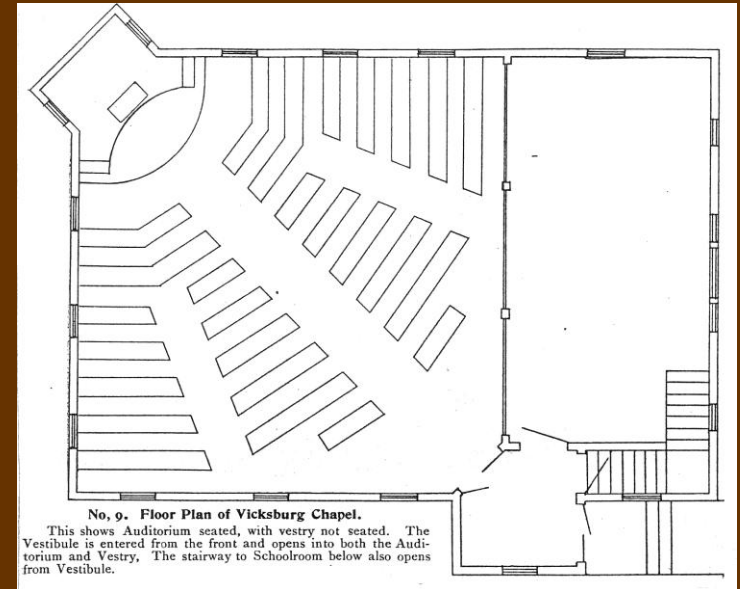 No, 9. Floor Plan of Vicksburg Chapel.
This shows Auditorium seated, with vestry not seated. The
Vestibule is entered from the front and opens into both the Audi-
torium and Vestry, The stairway to Schoolroom below also opens
from Vestibule.